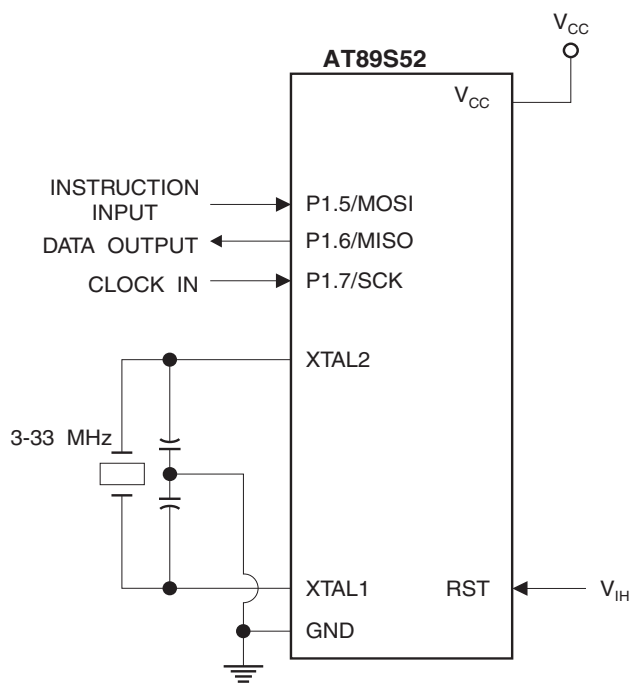 V_CC
AT89S52
V_CC
INSTRUCTION
INPUT
P1.5/MOSI
DATA OUTPUT
P1.6/MISO
CLOCK IN
P1.7/SCK
XTAL2
3-33 MHz
XTAL1
RST
V_IH
GND